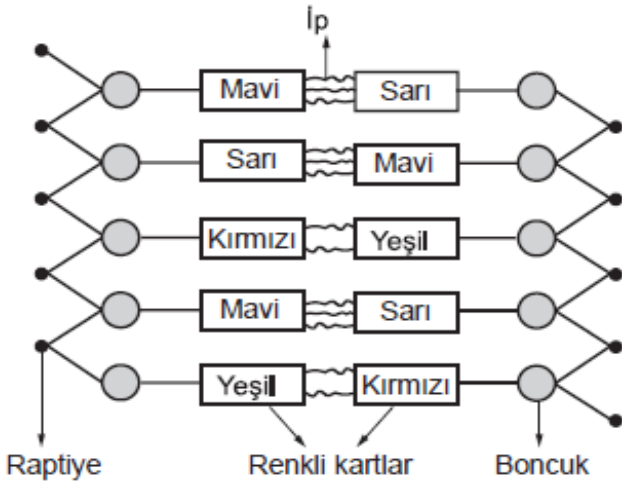 İp
Mavi Sarı
Sarı Mavi
Kırmızı Yeşil
Mavi Sarı
Yeşil Kırmızı
Raptiye Renkli kartlar Boncuk